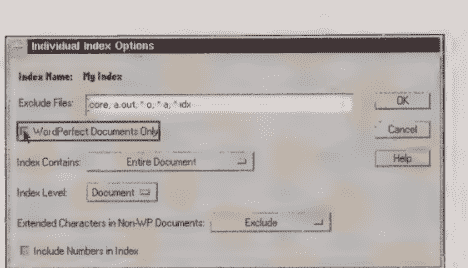 Individual Index Options
Index Name: My Index
Exclude Files: core, a.out, *.o, *.a, *.idx
OK
WordPerfect Documents Only
Cancel
Index Contains: Entire Document
Help
Index Level: Document
Extended Characters in Non-WP Documents: Exclude
Include Numbers in Index